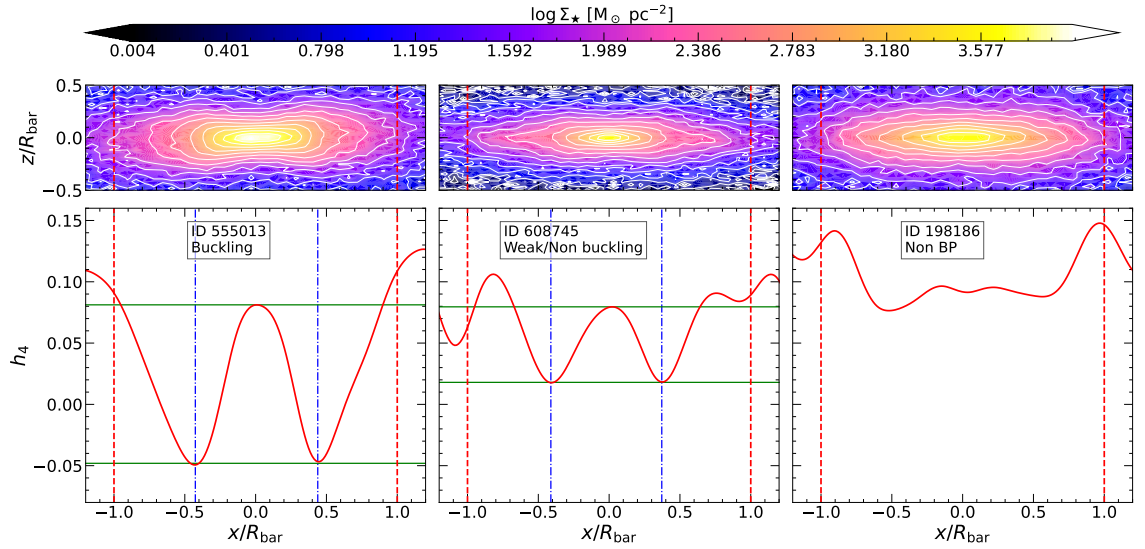 log Σ★ [M⊙ pc⁻²]
0.004 0.401 0.798 1.195 1.592 1.989 2.386 2.783 3.180 3.577
z/R_bar
0.5
0.0
−0.5
h₄
0.15
0.10
0.05
0.00
−0.05
ID 555013
Buckling
ID 608745
Weak/Non buckling
ID 198186
Non BP
−1.0 −0.5 0.0 0.5 1.0
−1.0 −0.5 0.0 0.5 1.0
−1.0 −0.5 0.0 0.5 1.0
x/R_bar
x/R_bar
x/R_bar